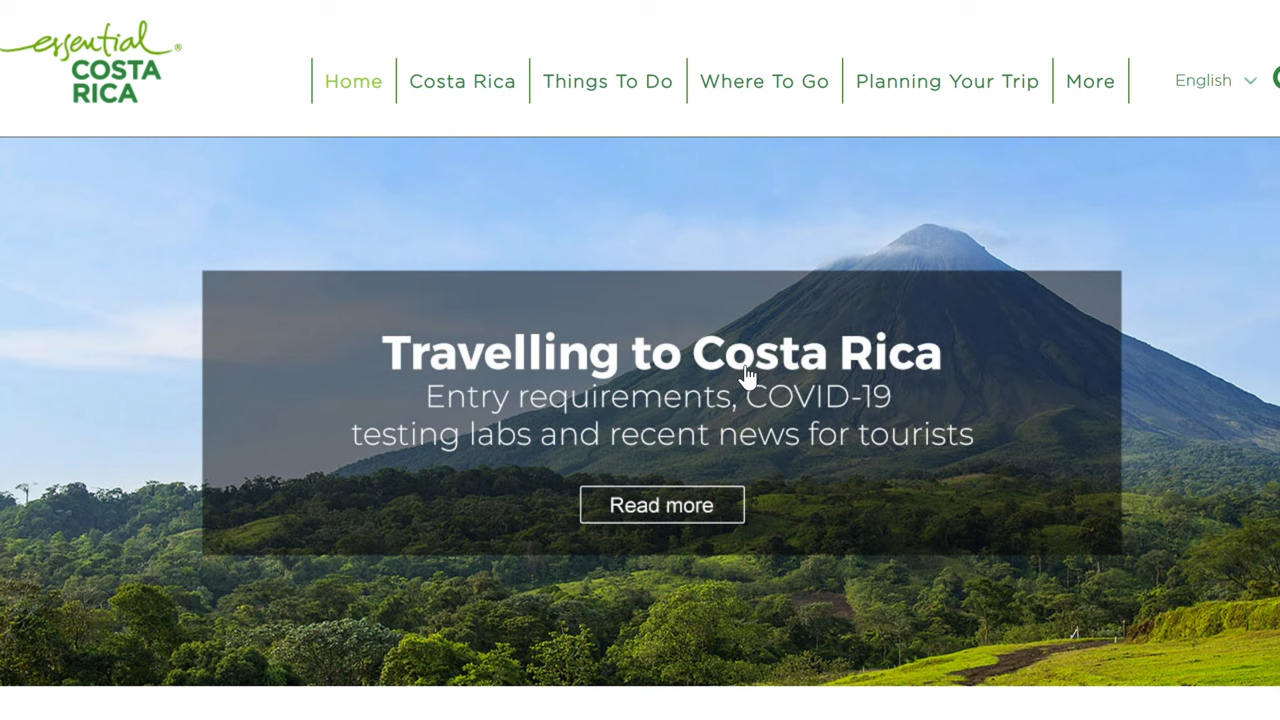 essential®
COSTA
RICA
Home
Costa Rica
Things To Do
Where To Go
Planning Your Trip
More
English
Travelling to Costa Rica
Entry requirements, COVID-19
testing labs and recent news for tourists
Read more